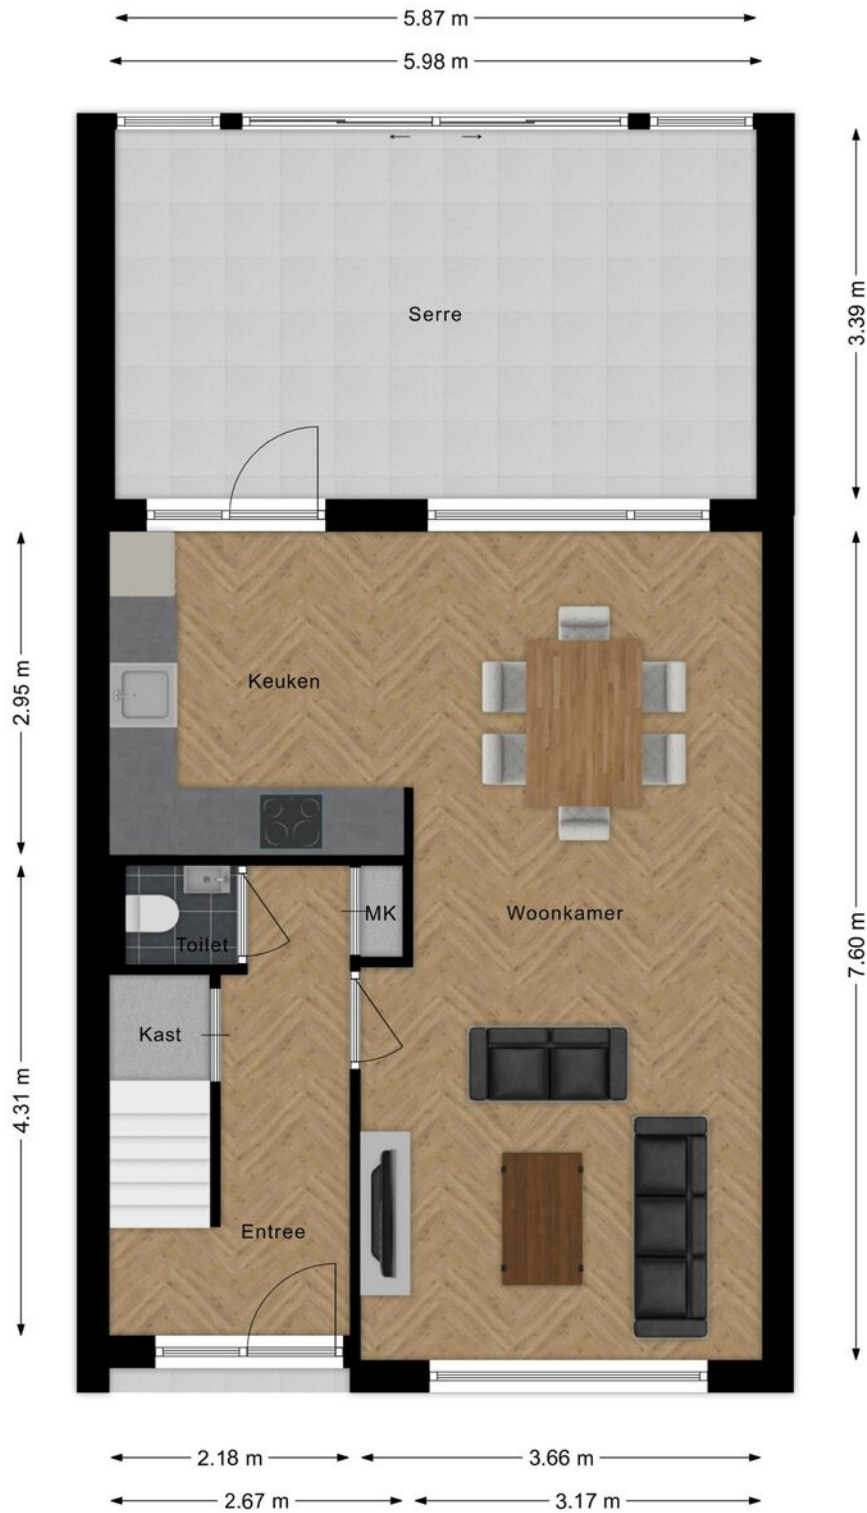 5.87 m
5.98 m
Serre
3.39 m
Keuken
2.95 m
MK
Woonkamer
Toilet
7.60 m
Kast
4.31 m
Entree
2.18 m
3.66 m
2.67 m
3.17 m